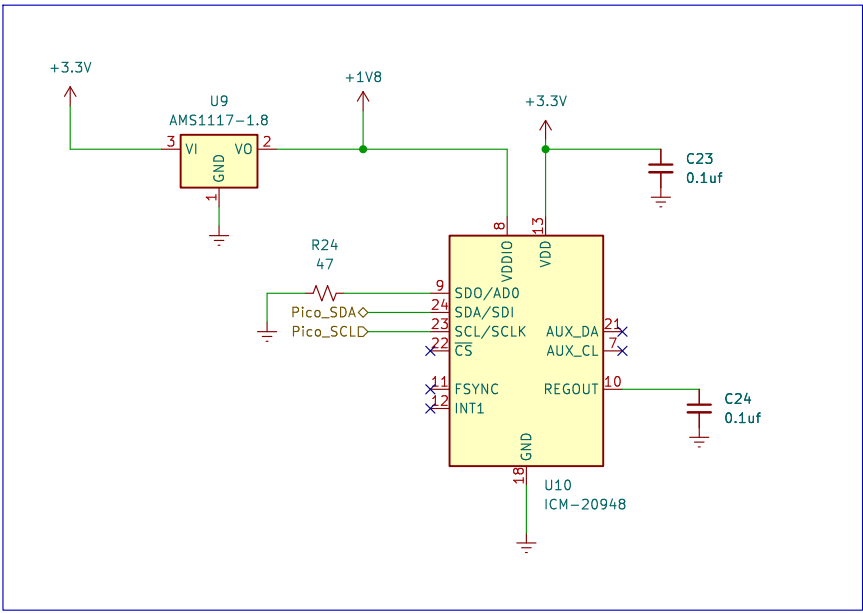 +3.3V
+1V8
+3.3V
U9
AMS1117-1.8
3
VI
VO
2
GND
1
C23
0.1uf
8
13
VDDIO
VDD
R24
47
9
SDO/AD0
Pico_SDA
24
SDA/SDI
Pico_SCL
23
SCL/SCLK
22
CS
AUX_DA
21
AUX_CL
7
11
FSYNC
REGOUT
10
12
INT1
C24
0.1uf
GND
18
U10
ICM-20948